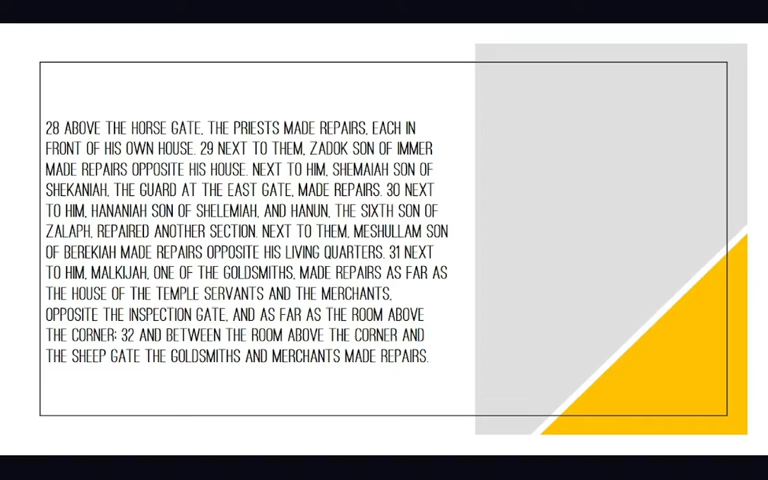 28 ABOVE THE HORSE GATE, THE PRIESTS MADE REPAIRS, EACH IN
FRONT OF HIS OWN HOUSE. 29 NEXT TO THEM, ZADOK SON OF IMMER
MADE REPAIRS OPPOSITE HIS HOUSE. NEXT TO HIM, SHEMAIAH SON OF
SHEKANIAH, THE GUARD AT THE EAST GATE, MADE REPAIRS. 30 NEXT
TO HIM, HANANIAH SON OF SHELEMIAH, AND HANUN, THE SIXTH SON OF
ZALAPH, REPAIRED ANOTHER SECTION. NEXT TO THEM, MESHULLAM SON
OF BEREKIAH MADE REPAIRS OPPOSITE HIS LIVING QUARTERS. 31 NEXT
TO HIM, MALKIJAH, ONE OF THE GOLDSMITHS, MADE REPAIRS AS FAR AS
THE HOUSE OF THE TEMPLE SERVANTS AND THE MERCHANTS,
OPPOSITE THE INSPECTION GATE, AND AS FAR AS THE ROOM ABOVE
THE CORNER; 32 AND BETWEEN THE ROOM ABOVE THE CORNER AND
THE SHEEP GATE THE GOLDSMITHS AND MERCHANTS MADE REPAIRS.